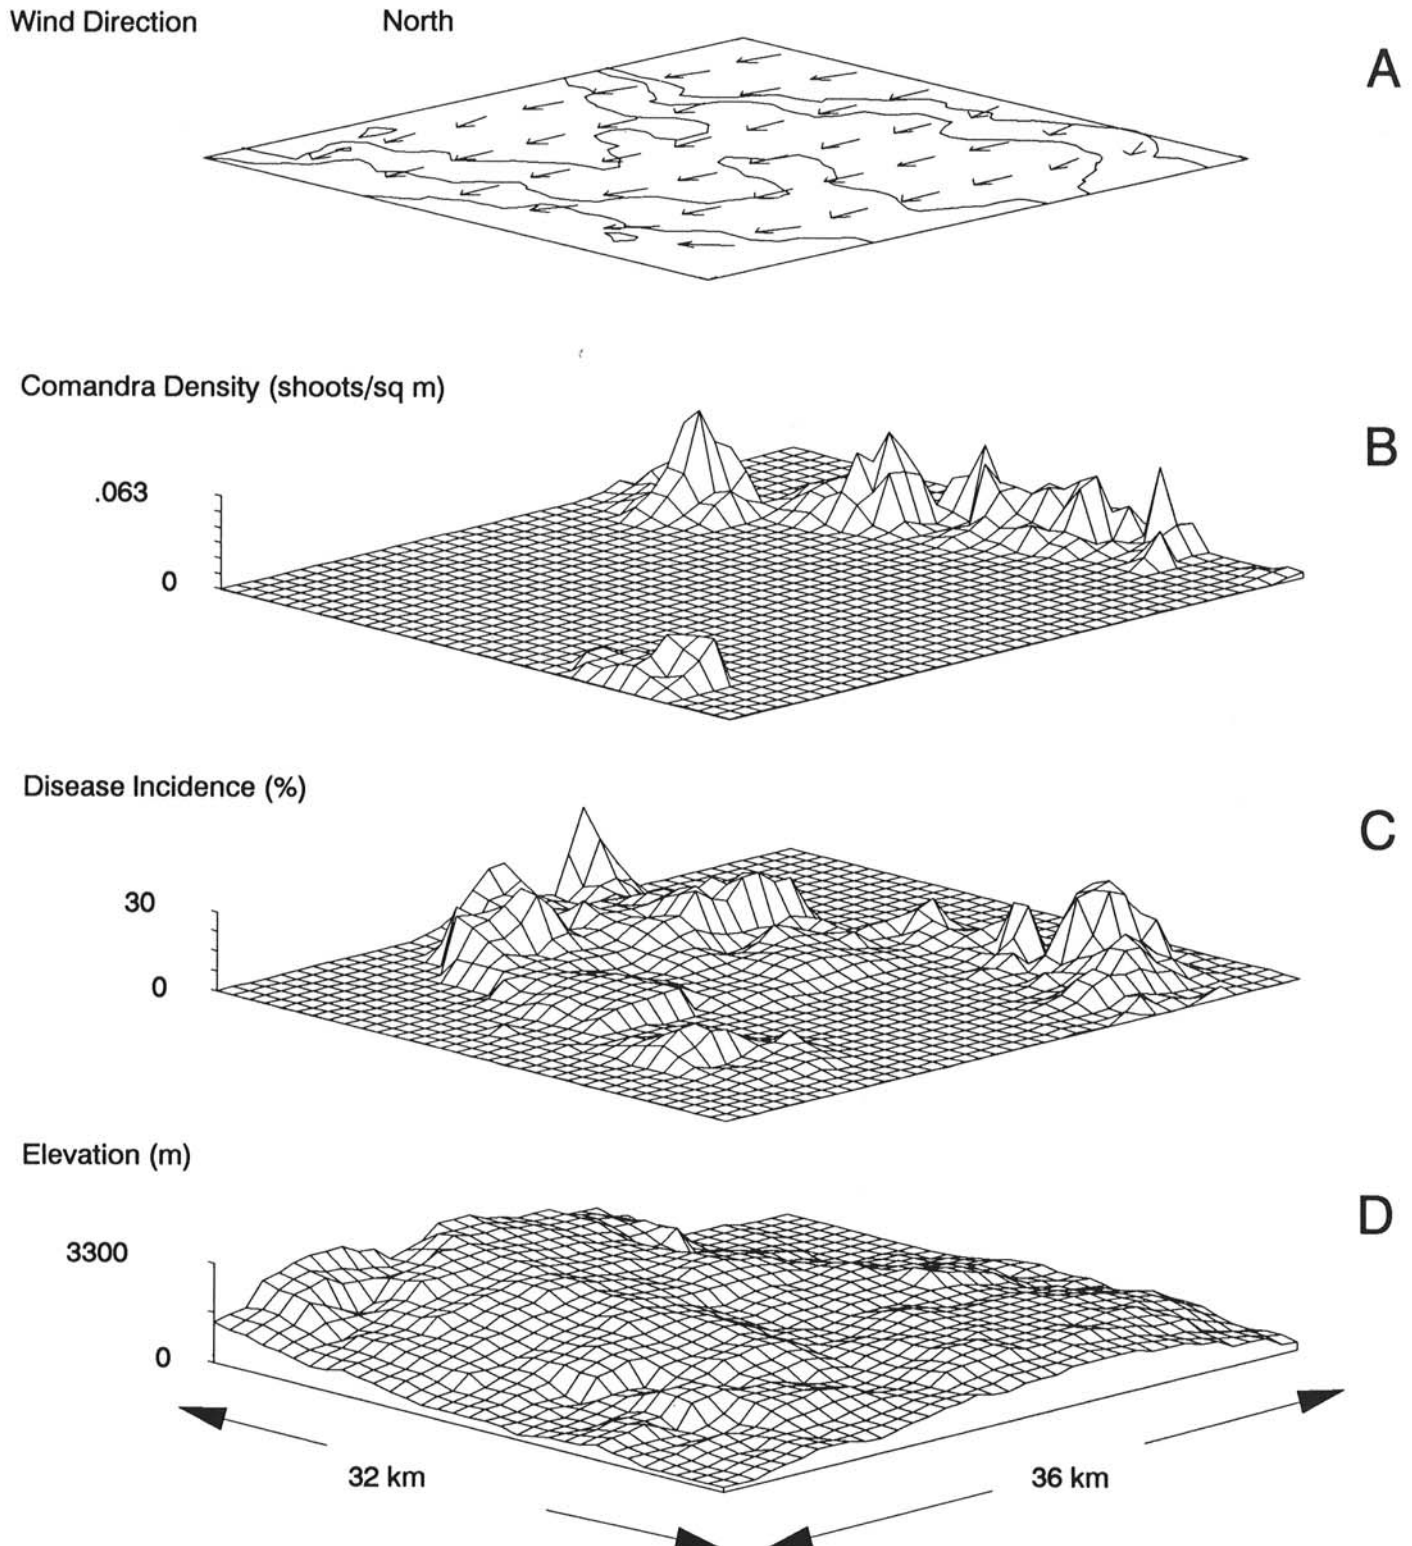 Wind Direction North
A
Comandra Density (shoots/sq m)
B
.063
0
Disease Incidence (%)
C
30
0
Elevation (m)
D
3300
0
32 km
36 km